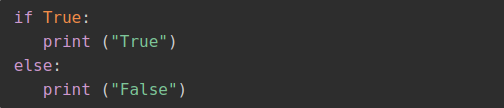 if True:
   print ("True")
else:
   print ("False")